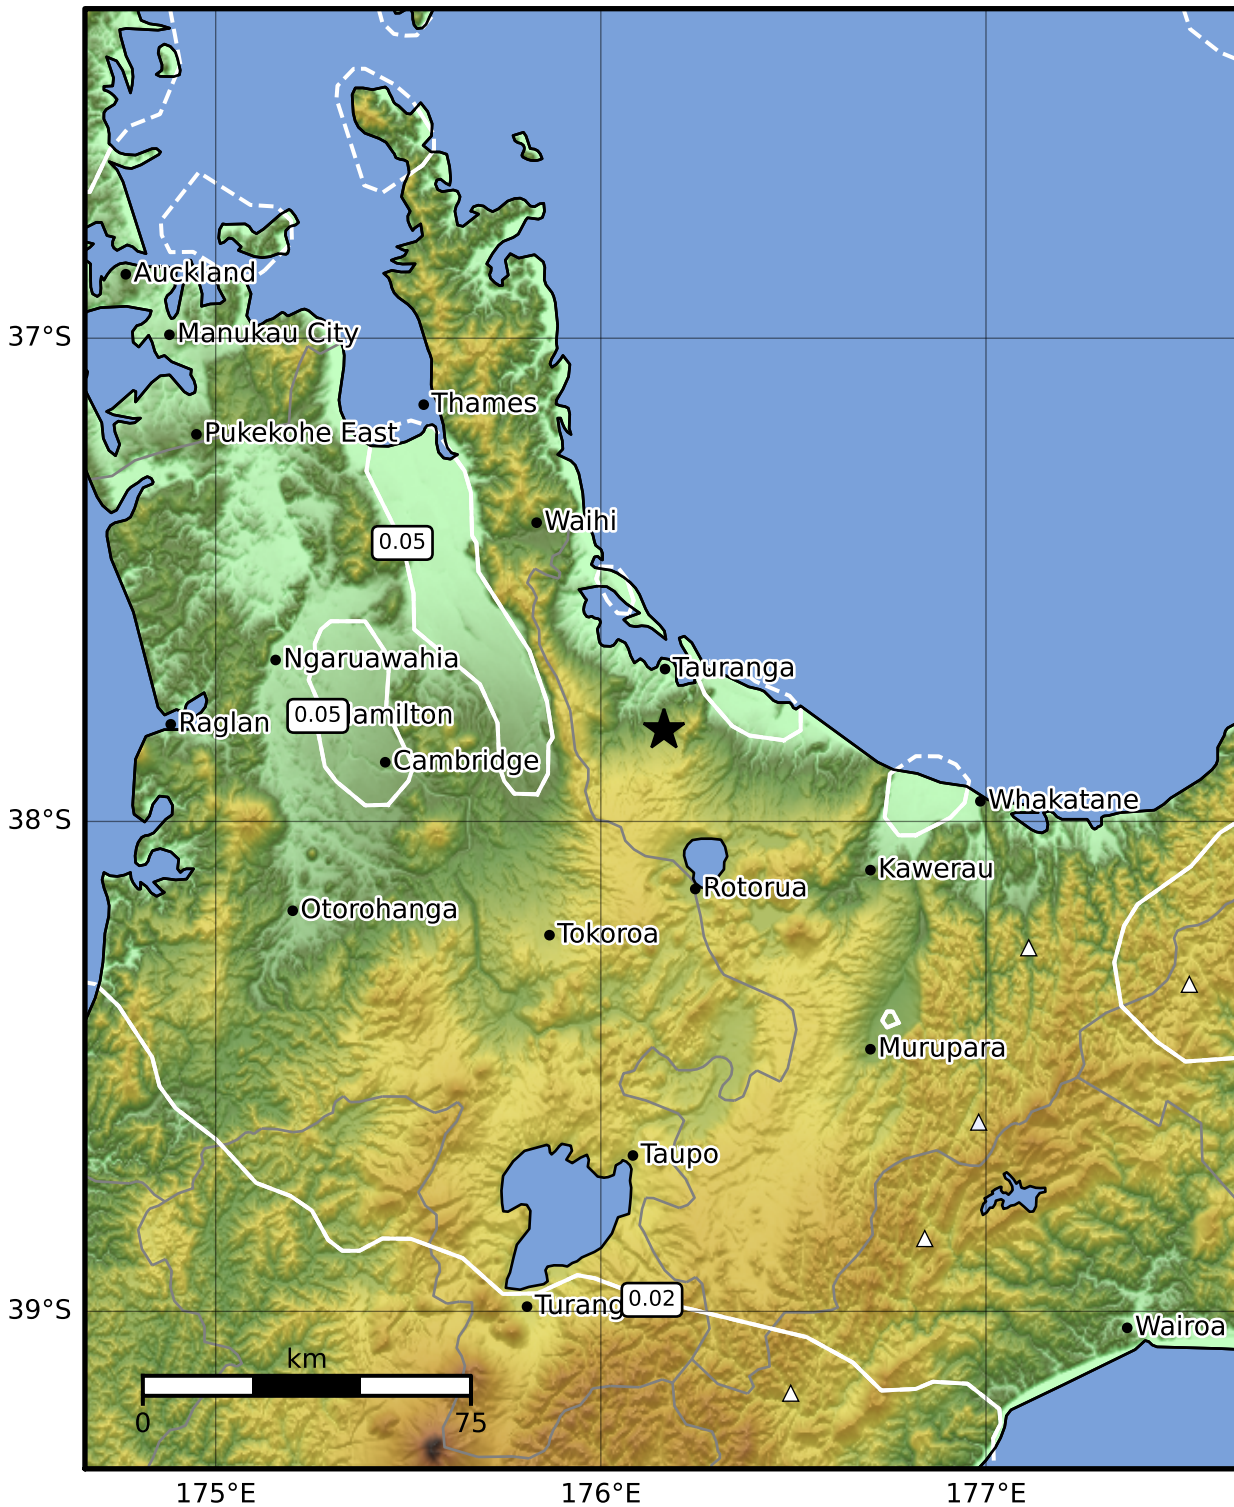 Auckland
Manukau City
37°S
Thames
Pukekohe East
Waihi
0.05
Ngaruawahia
Tauranga
0.05
amilton
Raglan
Cambridge
Whakatane
38°S
Kawerau
Rotorua
Otorohanga
Tokoroa
Murupara
Taupo
0.02
Turang
39°S
Wairoa
km
0
75
175°E
176°E
177°E